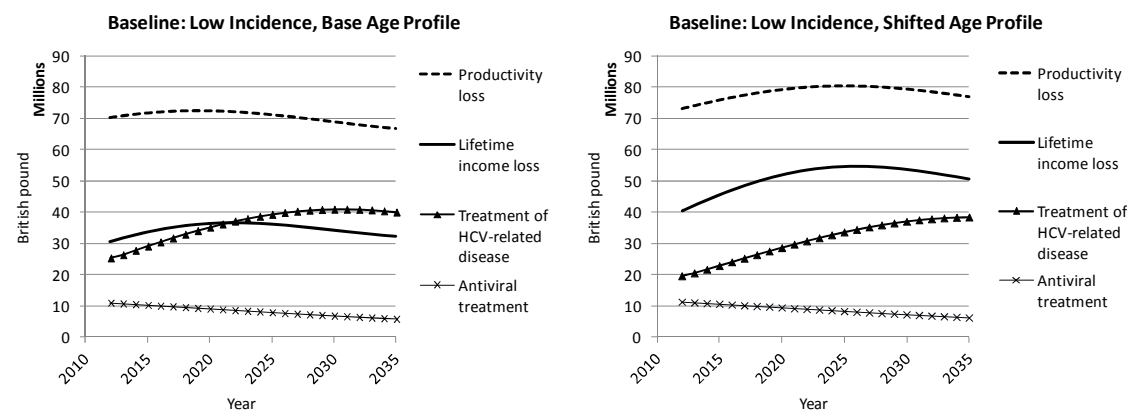 Baseline: Low Incidence, Base Age Profile
Millions
British pound
90
80
70
60
50
40
30
20
10
0
2010
2015
2020
2025
2030
2035
Year
Productivity
loss
Lifetime
income loss
Treatment of
HCV-related
disease
Antiviral
treatment
Baseline: Low Incidence, Shifted Age Profile
Millions
British pound
90
80
70
60
50
40
30
20
10
0
2010
2015
2020
2025
2030
2035
Year
Productivity
loss
Lifetime
income loss
Treatment of
HCV-related
disease
Antiviral
treatment